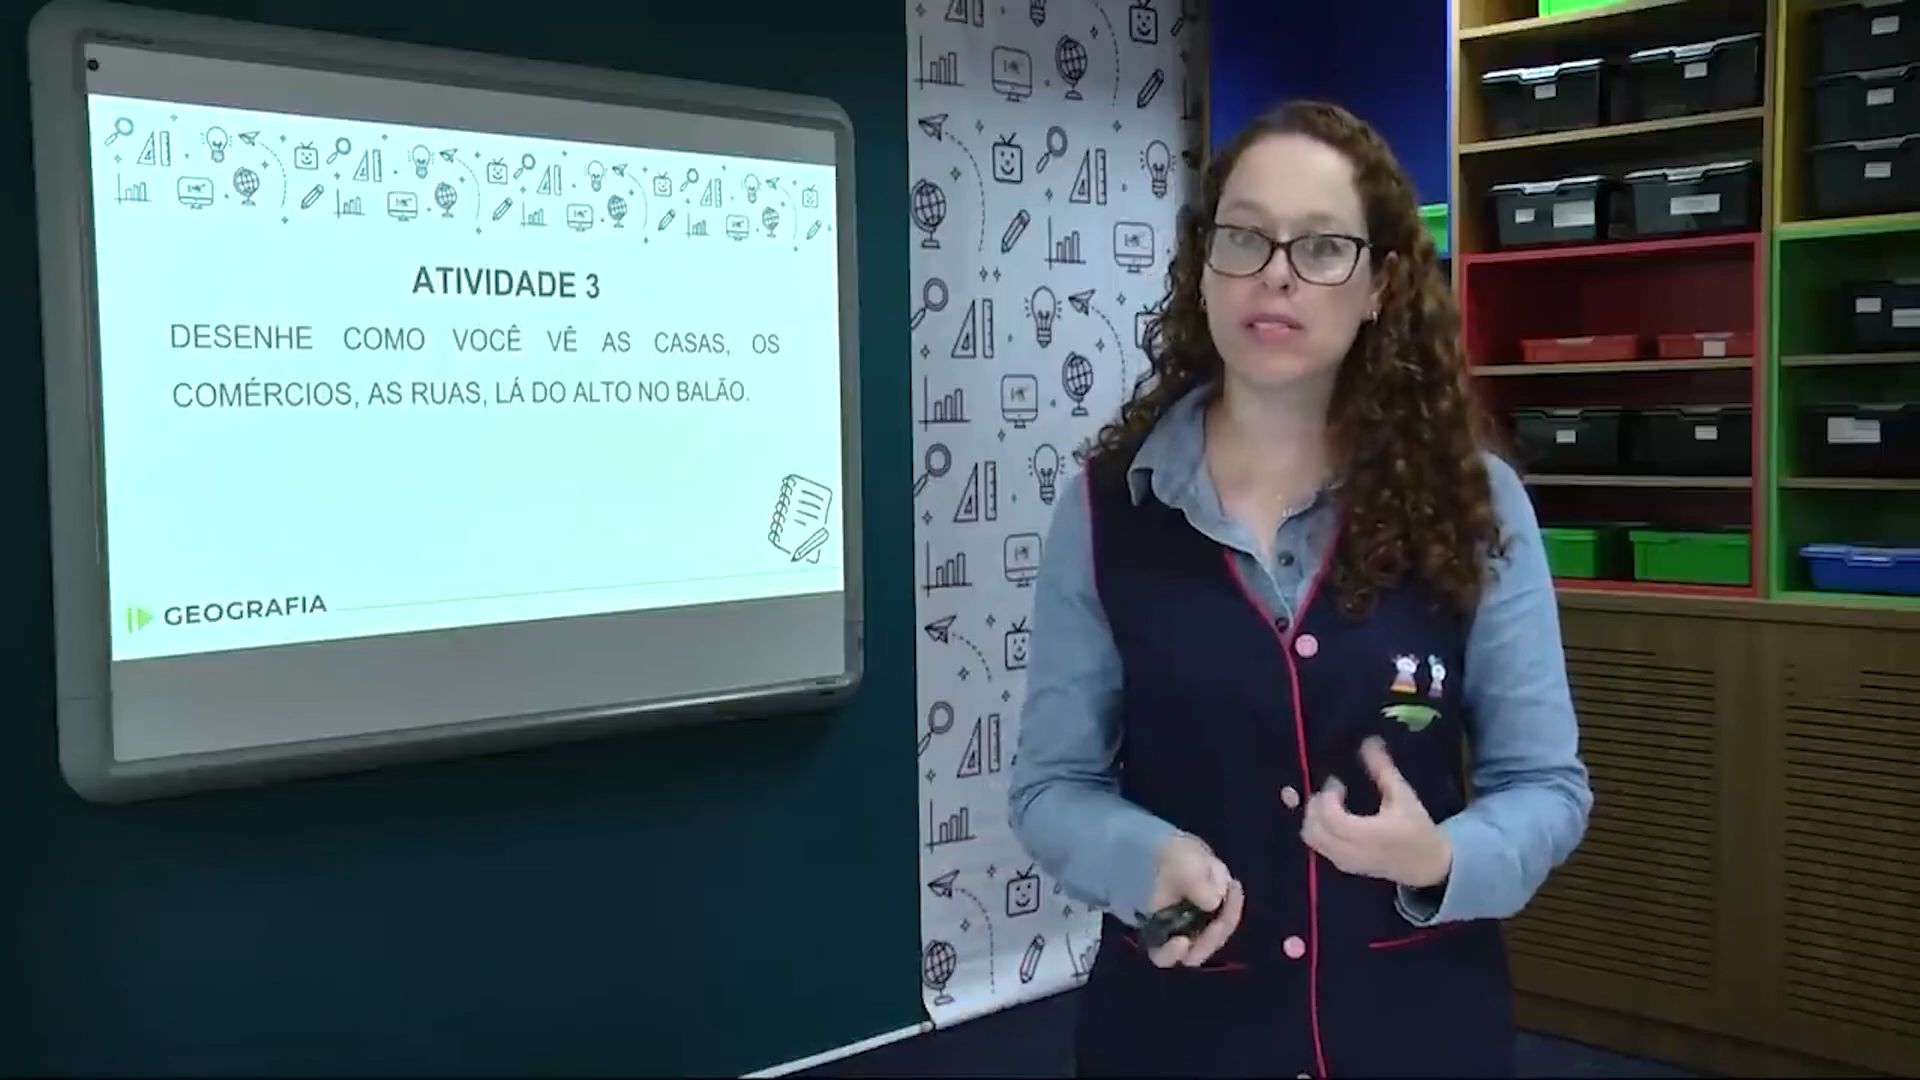 ATIVIDADE 3
DESENHE COMO VOCÊ VÊ AS CASAS, OS
COMÉRCIOS, AS RUAS, LÁ DO ALTO NO BALÃO.
GEOGRAFIA